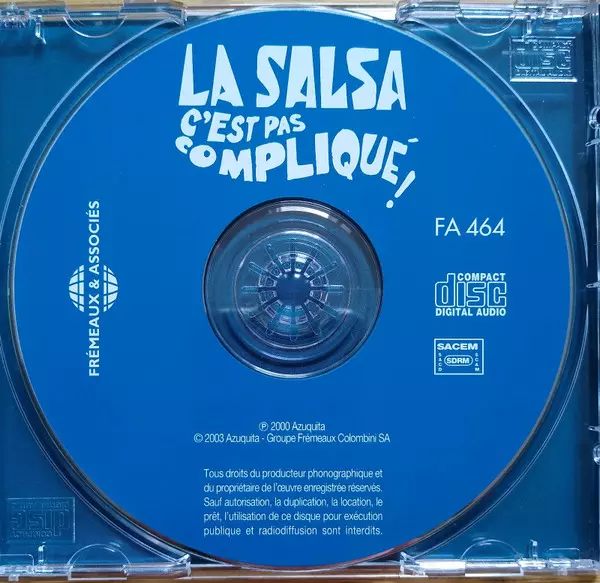 LA SALSA
C'EST PAS
COMPLIQUÉ!
FRÉMEAUX & ASSOCIÉS
FA 464
COMPACT
disc
DIGITAL AUDIO
SACEM
SACD
SDRM
SCAM
℗ 2000 Azuquita
© 2003 Azuquita - Groupe Frémeaux Colombini SA
Tous droits du producteur phonographique et
du propriétaire de l'œuvre enregistrée réservés.
Sauf autorisation, la duplication, la location, le
prêt, l'utilisation de ce disque pour exécution
publique et radiodiffusion sont interdits.